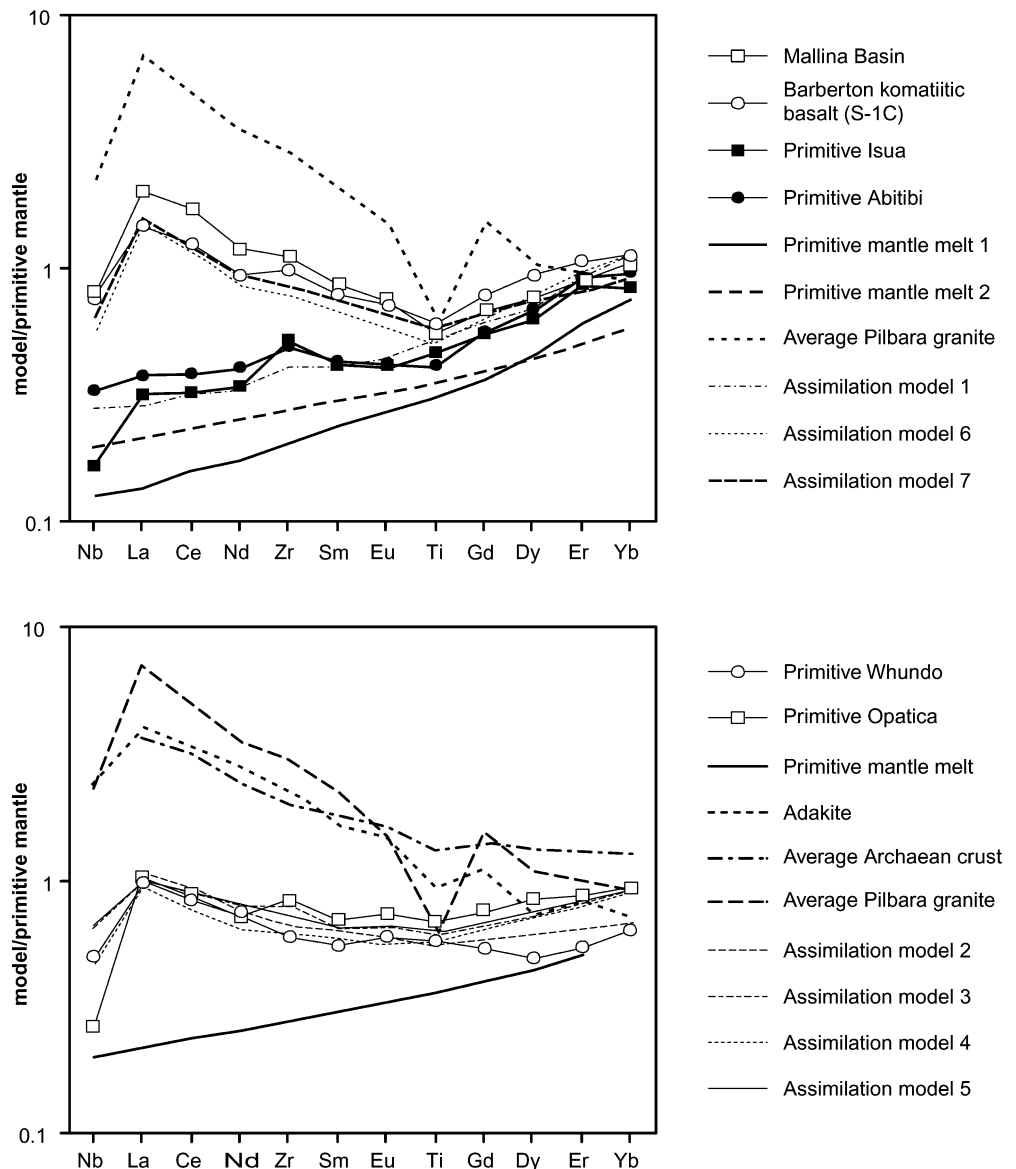 10
1
0.1
model/primitive mantle
Nb La Ce Nd Zr Sm Eu Ti Gd Dy Er Yb
Mallina Basin
Barberton komatiitic
basalt (S-1C)
Primitive Isua
Primitive Abitibi
Primitive mantle melt 1
Primitive mantle melt 2
Average Pilbara granite
Assimilation model 1
Assimilation model 6
Assimilation model 7
10
1
0.1
model/primitive mantle
Nb La Ce Nd Zr Sm Eu Ti Gd Dy Er Yb
Primitive Whundo
Primitive Opatica
Primitive mantle melt
Adakite
Average Archaean crust
Average Pilbara granite
Assimilation model 2
Assimilation model 3
Assimilation model 4
Assimilation model 5